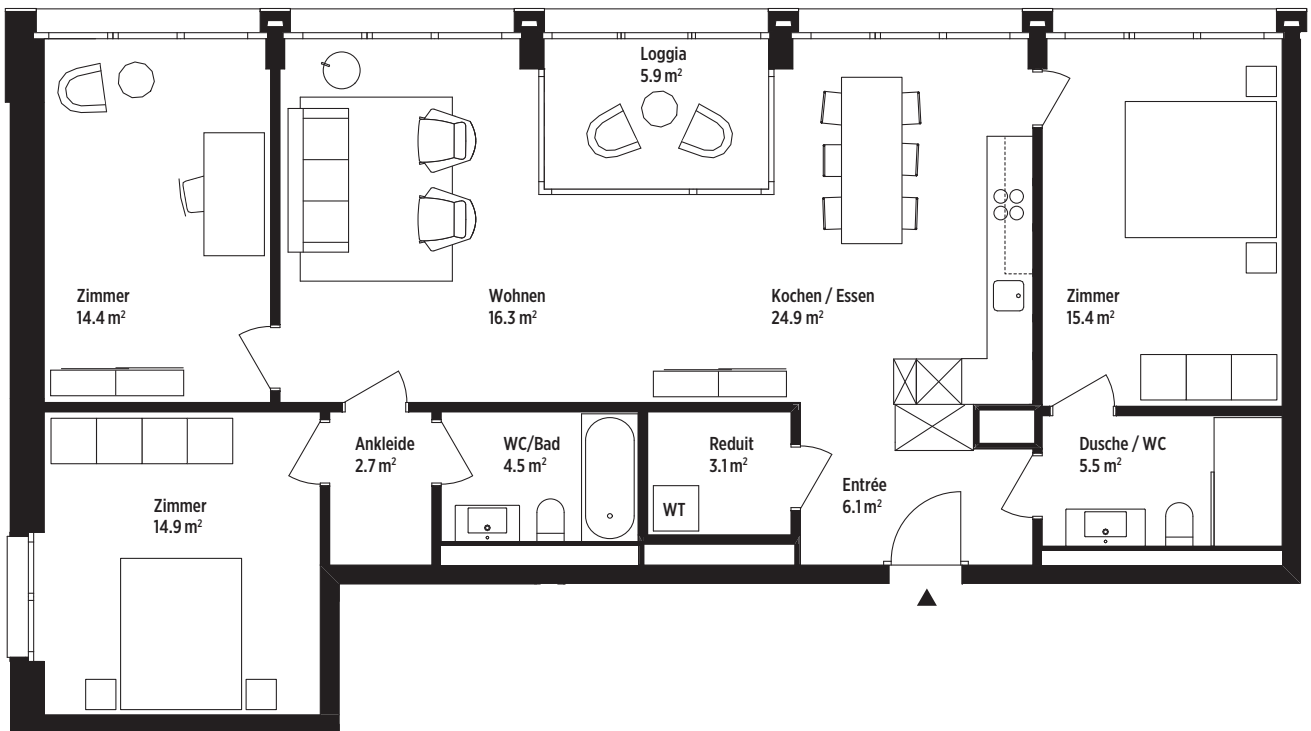 Loggia
5.9 m²
Zimmer
14.4 m²
Wohnen
16.3 m²
Kochen / Essen
24.9 m²
Zimmer
15.4 m²
Ankleide
2.7 m²
WC/Bad
4.5 m²
Reduit
3.1 m²
Dusche / WC
5.5 m²
Entrée
6.1 m²
Zimmer
14.9 m²
WT